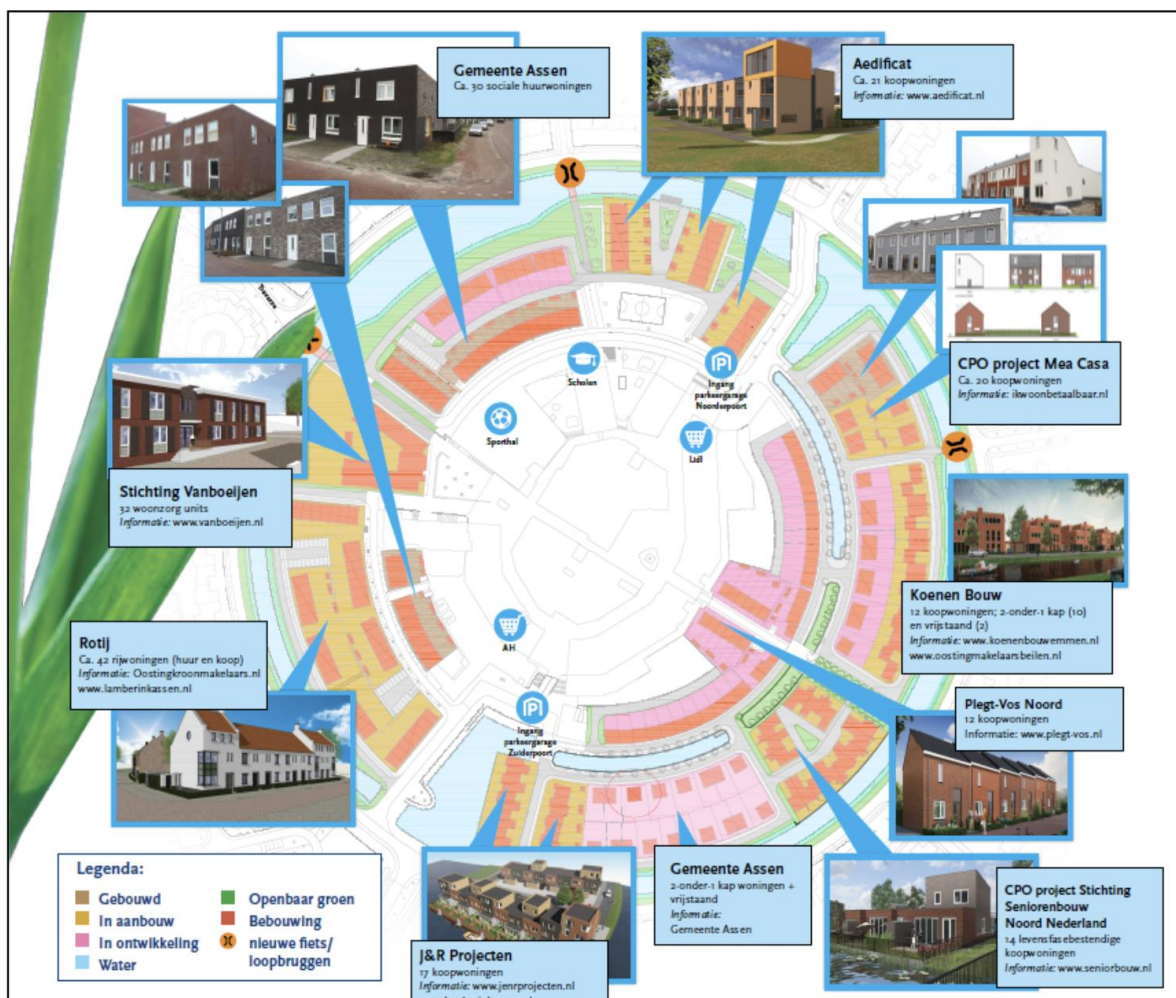 Gemeente Assen
Ca. 30 sociale huurwoningen
Aedificat
Ca. 21 koopwoningen
Informatie: www.aedificat.nl
CPO project Mea Casa
Ca. 20 koopwoningen
Informatie: ikwoonbetaalbaar.nl
Scholen
Ingang
parkeergarage
Noorderpoort
Sporthal
Lidl
Stichting Vanboeijen
32 woonzorg units
Informatie: www.vanboeijen.nl
Koenen Bouw
12 koopwoningen; 2-onder-1 kap (10)
en vrijstaand (2)
Informatie: www.koenenbouwemmen.nl
www.oostingmakelaarsbeilen.nl
Rotij
Ca. 42 rijwoningen (huur en koop)
Informatie: Oostingkroonmakelaars.nl
www.lamberinkassen.nl
AH
Ingang
parkeergarage
Zuiderpoort
Plegt-Vos Noord
12 koopwoningen
Informatie: www.plegt-vos.nl
Legenda:
Gebouwd
In aanbouw
In ontwikkeling
Water
Openbaar groen
Bebouwing
nieuwe fiets/
loopbruggen
J&R Projecten
17 koopwoningen
Informatie: www.jenrprojecten.nl
Gemeente Assen
2-onder-1 kap woningen +
vrijstaand
Informatie:
Gemeente Assen
CPO project Stichting
Seniorenbouw
Noord Nederland
14 levensfasebestendige
koopwoningen
Informatie: www.seniorbouw.nl